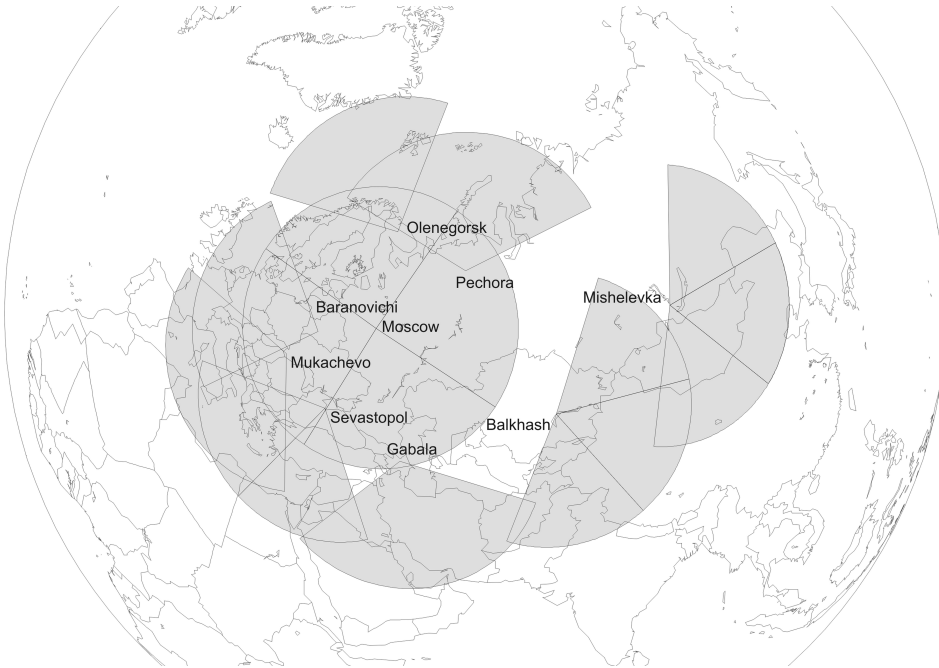 Olenegorsk
Pechora
Mishelevka
Baranovichi
Moscow
Mukachevo
Sevastopol
Balkhash
Gabala